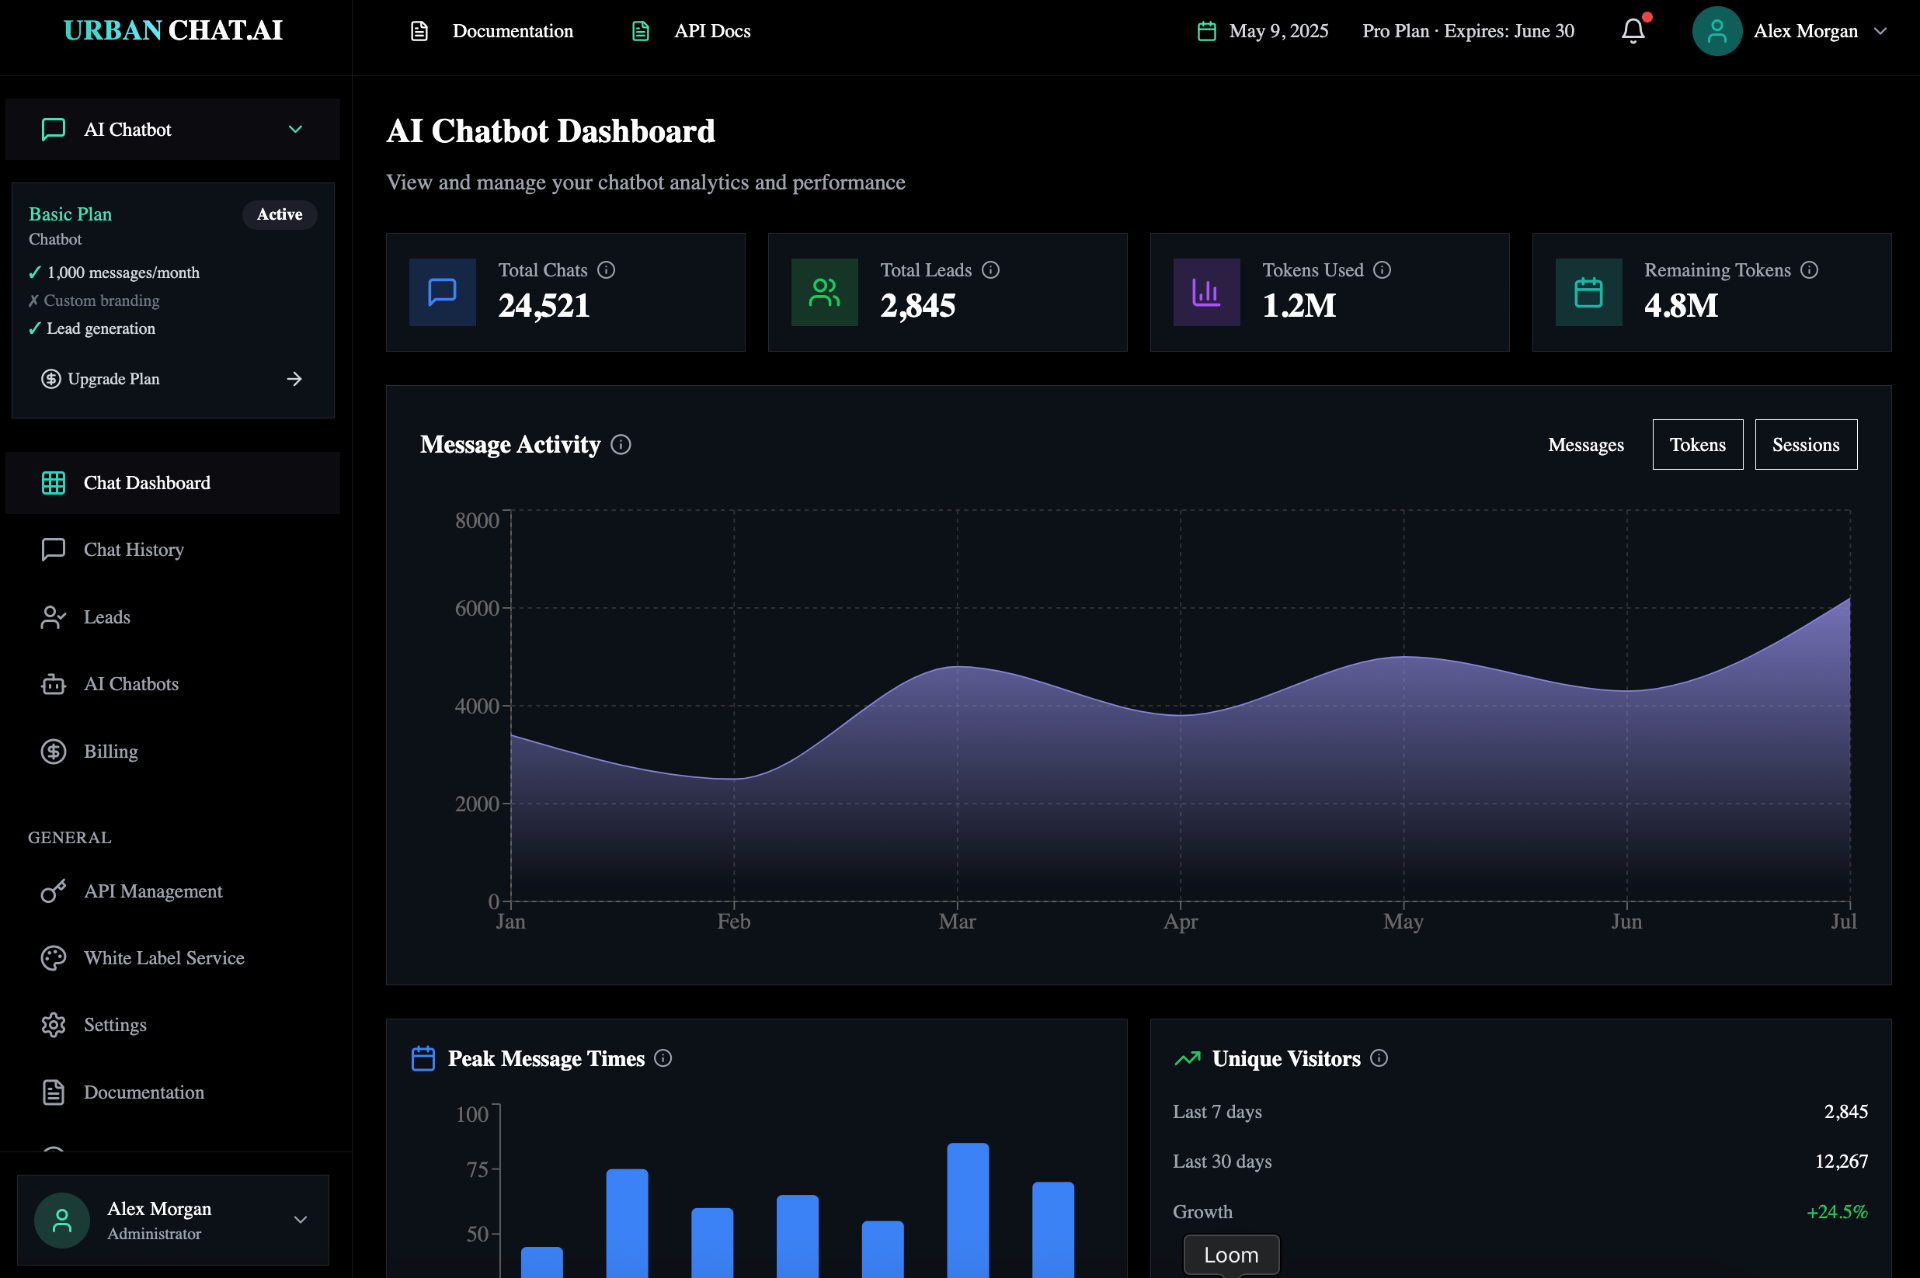 URBAN CHAT.AI
Documentation
API Docs
May 9, 2025
Pro Plan · Expires: June 30
Alex Morgan
AI Chatbot
Basic Plan
Active
Chatbot
✓ 1,000 messages/month
✗ Custom branding
✓ Lead generation
Upgrade Plan
Chat Dashboard
Chat History
Leads
AI Chatbots
Billing
GENERAL
API Management
White Label Service
Settings
Documentation
Alex Morgan
Administrator
AI Chatbot Dashboard
View and manage your chatbot analytics and performance
Total Chats
24,521
Total Leads
2,845
Tokens Used
1.2M
Remaining Tokens
4.8M
Message Activity
Messages
Tokens
Sessions
8000
6000
4000
2000
0
Jan
Feb
Mar
Apr
May
Jun
Jul
Peak Message Times
100
75
50
Unique Visitors
Last 7 days
2,845
Last 30 days
12,267
Growth
+24.5%
Loom